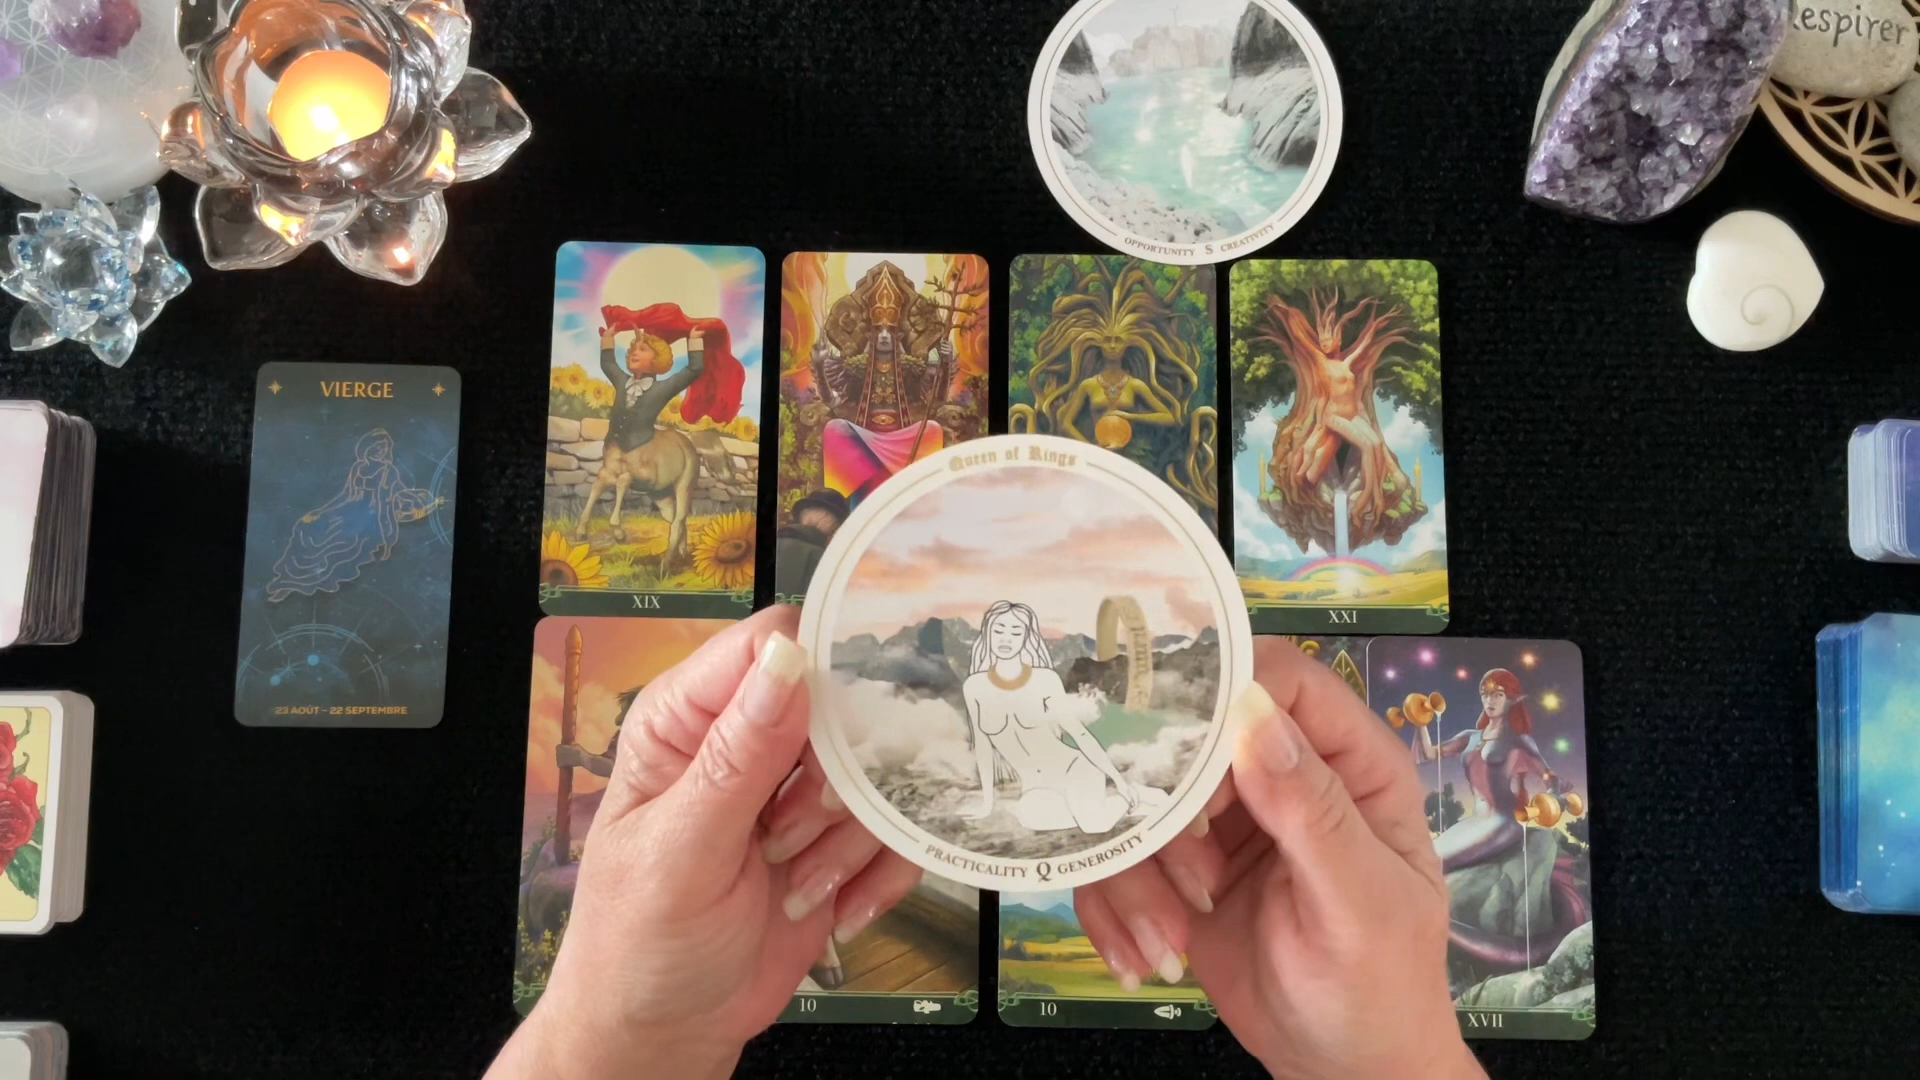 espirer
OPPORTUNITY S CREATIVITY
VIERGE
23 AOÛT - 22 SEPTEMBRE
XIX
XXI
Queen of Rings
PRACTICALITY Q GENEROSITY
10
10
XVII